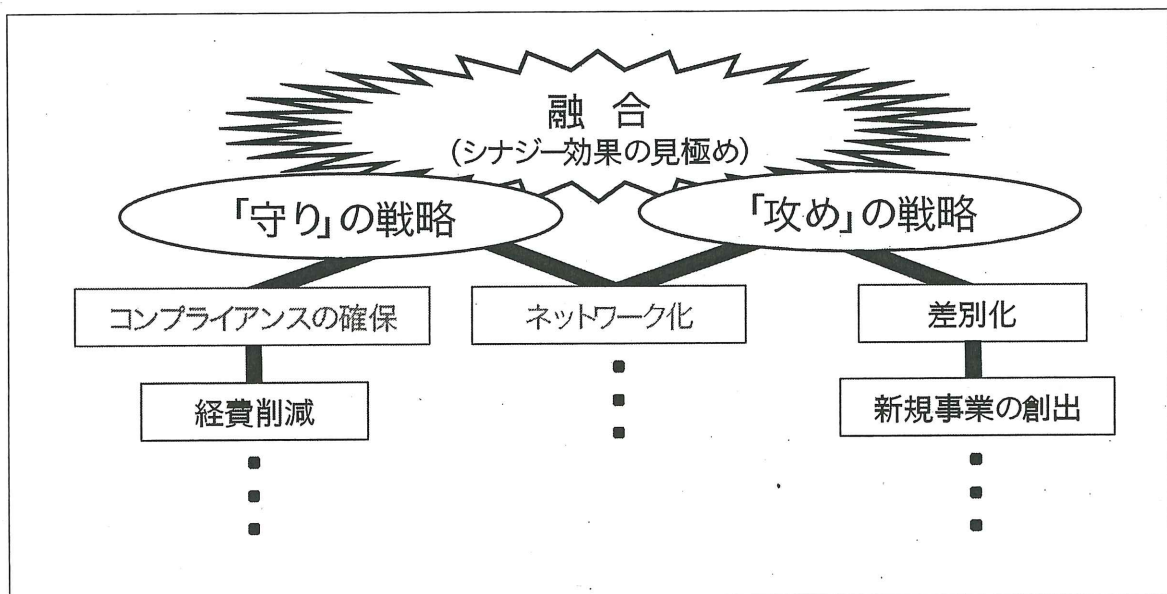 融 合
(シナジー効果の見極め)
「守り」の戦略
「攻め」の戦略
コンプライアンスの確保
ネットワーク化
差別化
経費削減
新規事業の創出